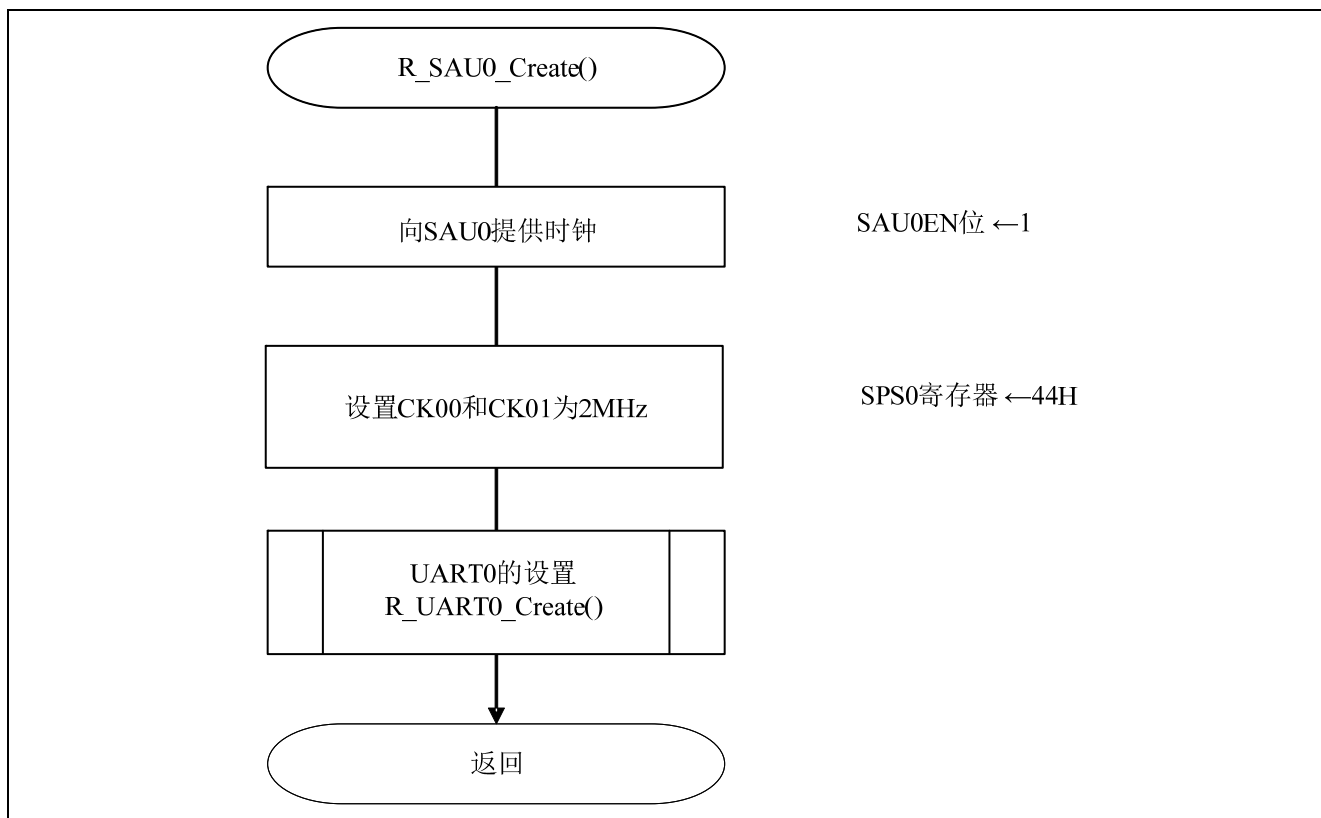 R_SAU0_Create()
向SAU0提供时钟
SAU0EN位 ←1
设置CK00和CK01为2MHz
SPS0寄存器 ←44H
UART0的设置
R_UART0_Create()
返回